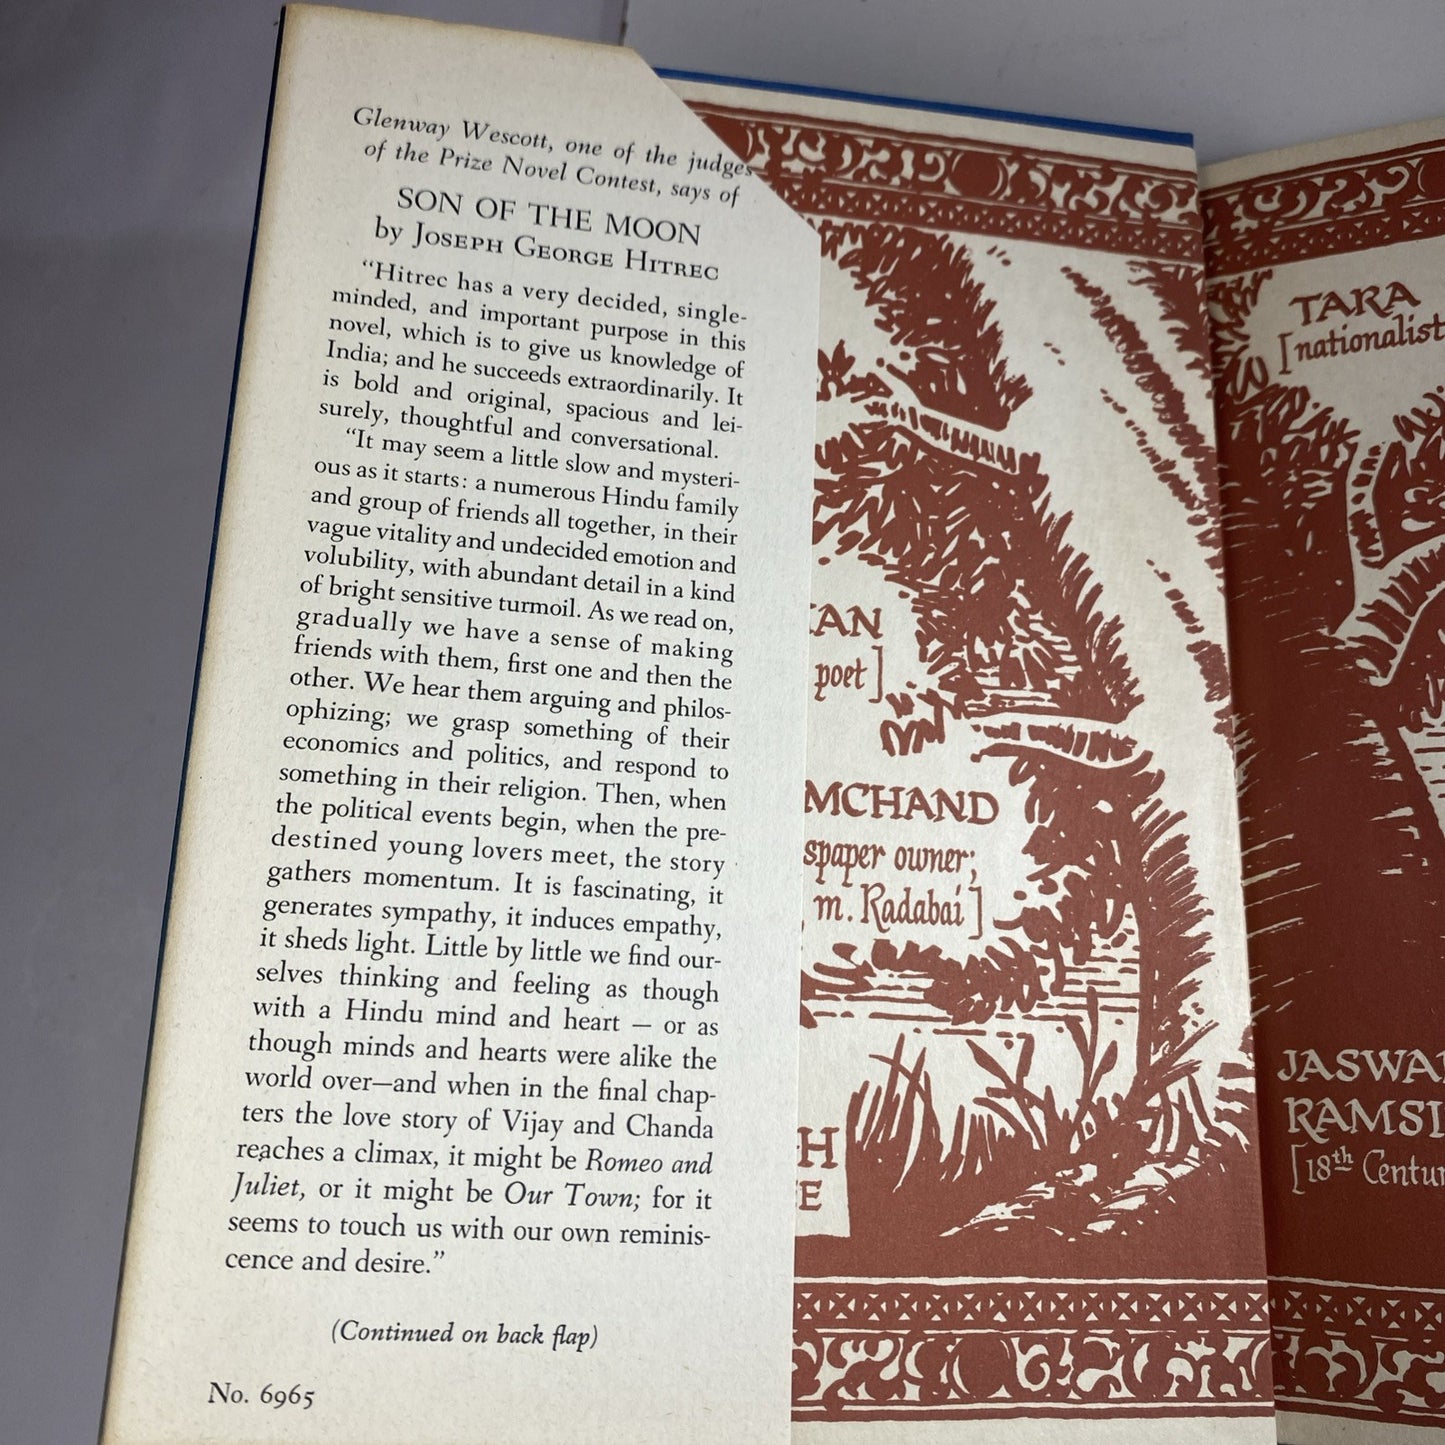 Glenway Wescott, one of the judges
of the Prize Novel Contest, says of
SON OF THE MOON
by JOSEPH GEORGE HITREC
"Hitrec has a very decided, single-
minded, and important purpose in this
novel, which is to give us knowledge of
India; and he succeeds extraordinarily. It
is bold and original, spacious and lei-
surely, thoughtful and conversational.
"It may seem a little slow and mysteri-
ous as it starts: a numerous Hindu family
and group of friends all together, in their
vague vitality and undecided emotion and
volubility, with abundant detail in a kind
of bright sensitive turmoil. As we read on,
gradually we have a sense of making
friends with them, first one and then the
other. We hear them arguing and philos-
ophizing; we grasp something of their
economics and politics, and respond to
something in their religion. Then, when
the political events begin, when the pre-
destined young lovers meet, the story
gathers momentum. It is fascinating, it
generates sympathy, it induces empathy,
it sheds light. Little by little we find our-
selves thinking and feeling as though
with a Hindu mind and heart — or as
though minds and hearts were alike the
world over—and when in the final chap-
ters the love story of Vijay and Chanda
reaches a climax, it might be Romeo and
Juliet, or it might be Our Town; for it
seems to touch us with our own reminis-
cence and desire."
(Continued on back flap)
No. 6965
AN
poet]
MCHAND
spaper owner;
m. Radabai]
H
E
TARA
[nationalist
JASWA
RAMSI
[18th Centur